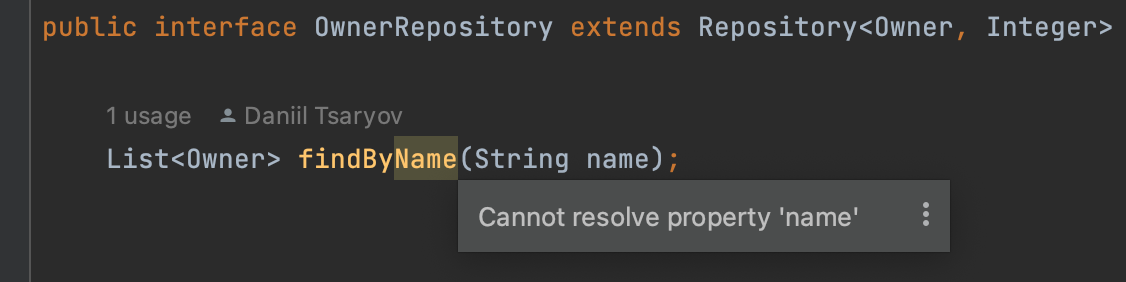 public interface OwnerRepository extends Repository<Owner, Integer>
1 usage Daniil Tsaryov
List<Owner> findByName(String name);
Cannot resolve property 'name'